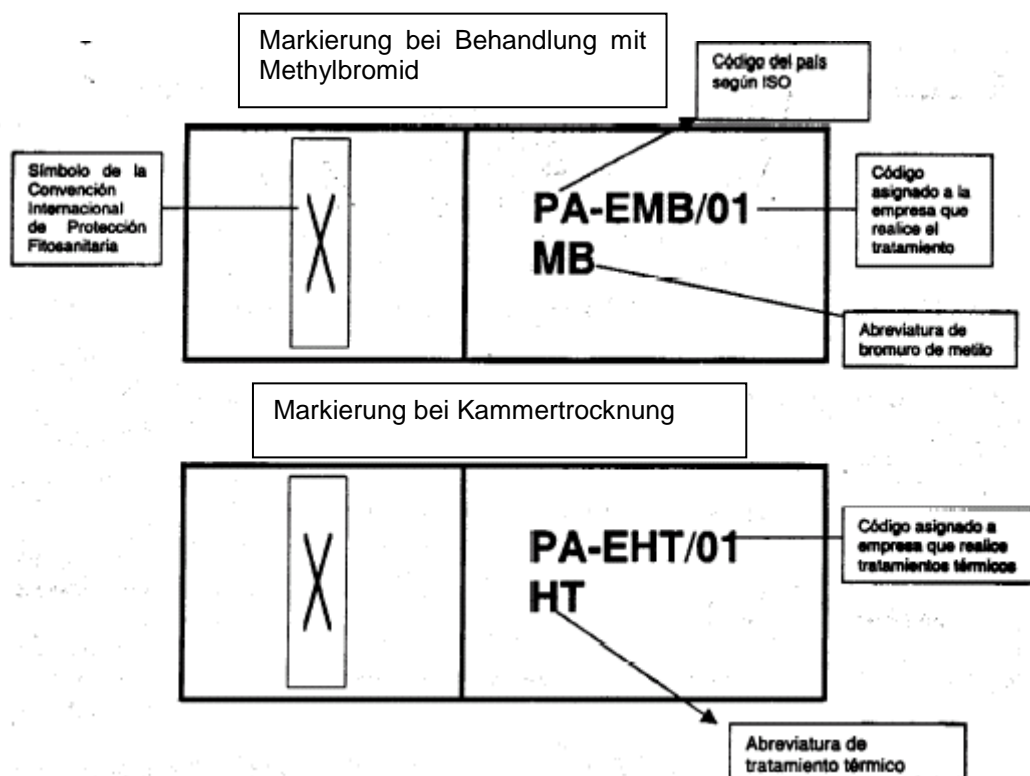 Markierung bei Behandlung mit
Methylbromid
Código del país
según ISO
Símbolo de la
Convención
Internacional
de Protección
Fitosanitaria
PA-EMB/01
MB
Código
asignado a la
empresa que
realice el
tratamiento
Abreviatura de
bromuro de metilo
Markierung bei Kammertrocknung
PA-EHT/01
HT
Código asignado a
empresa que realice
tratamientos térmicos
Abreviatura de
tratamiento térmico